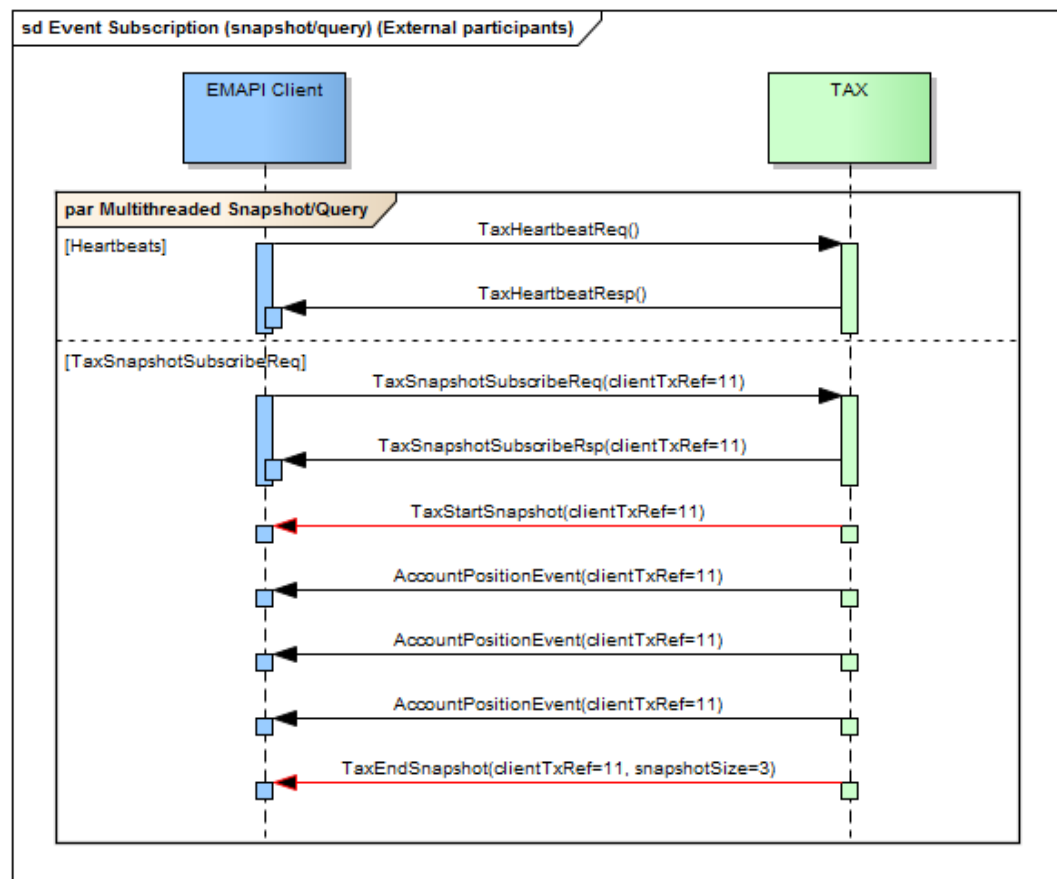 sd Event Subscription (snapshot/query) (External participants)
EMAPI Client
TAX
par Multithreaded Snapshot/Query
[Heartbeats]
TaxHeartbeatReq()
TaxHeartbeatResp()
[TaxSnapshotSubscribeReq]
TaxSnapshotSubscribeReq(clientTxRef=11)
TaxSnapshotSubscribeRsp(clientTxRef=11)
TaxStartSnapshot(clientTxRef=11)
AccountPositionEvent(clientTxRef=11)
AccountPositionEvent(clientTxRef=11)
AccountPositionEvent(clientTxRef=11)
TaxEndSnapshot(clientTxRef=11, snapshotSize=3)